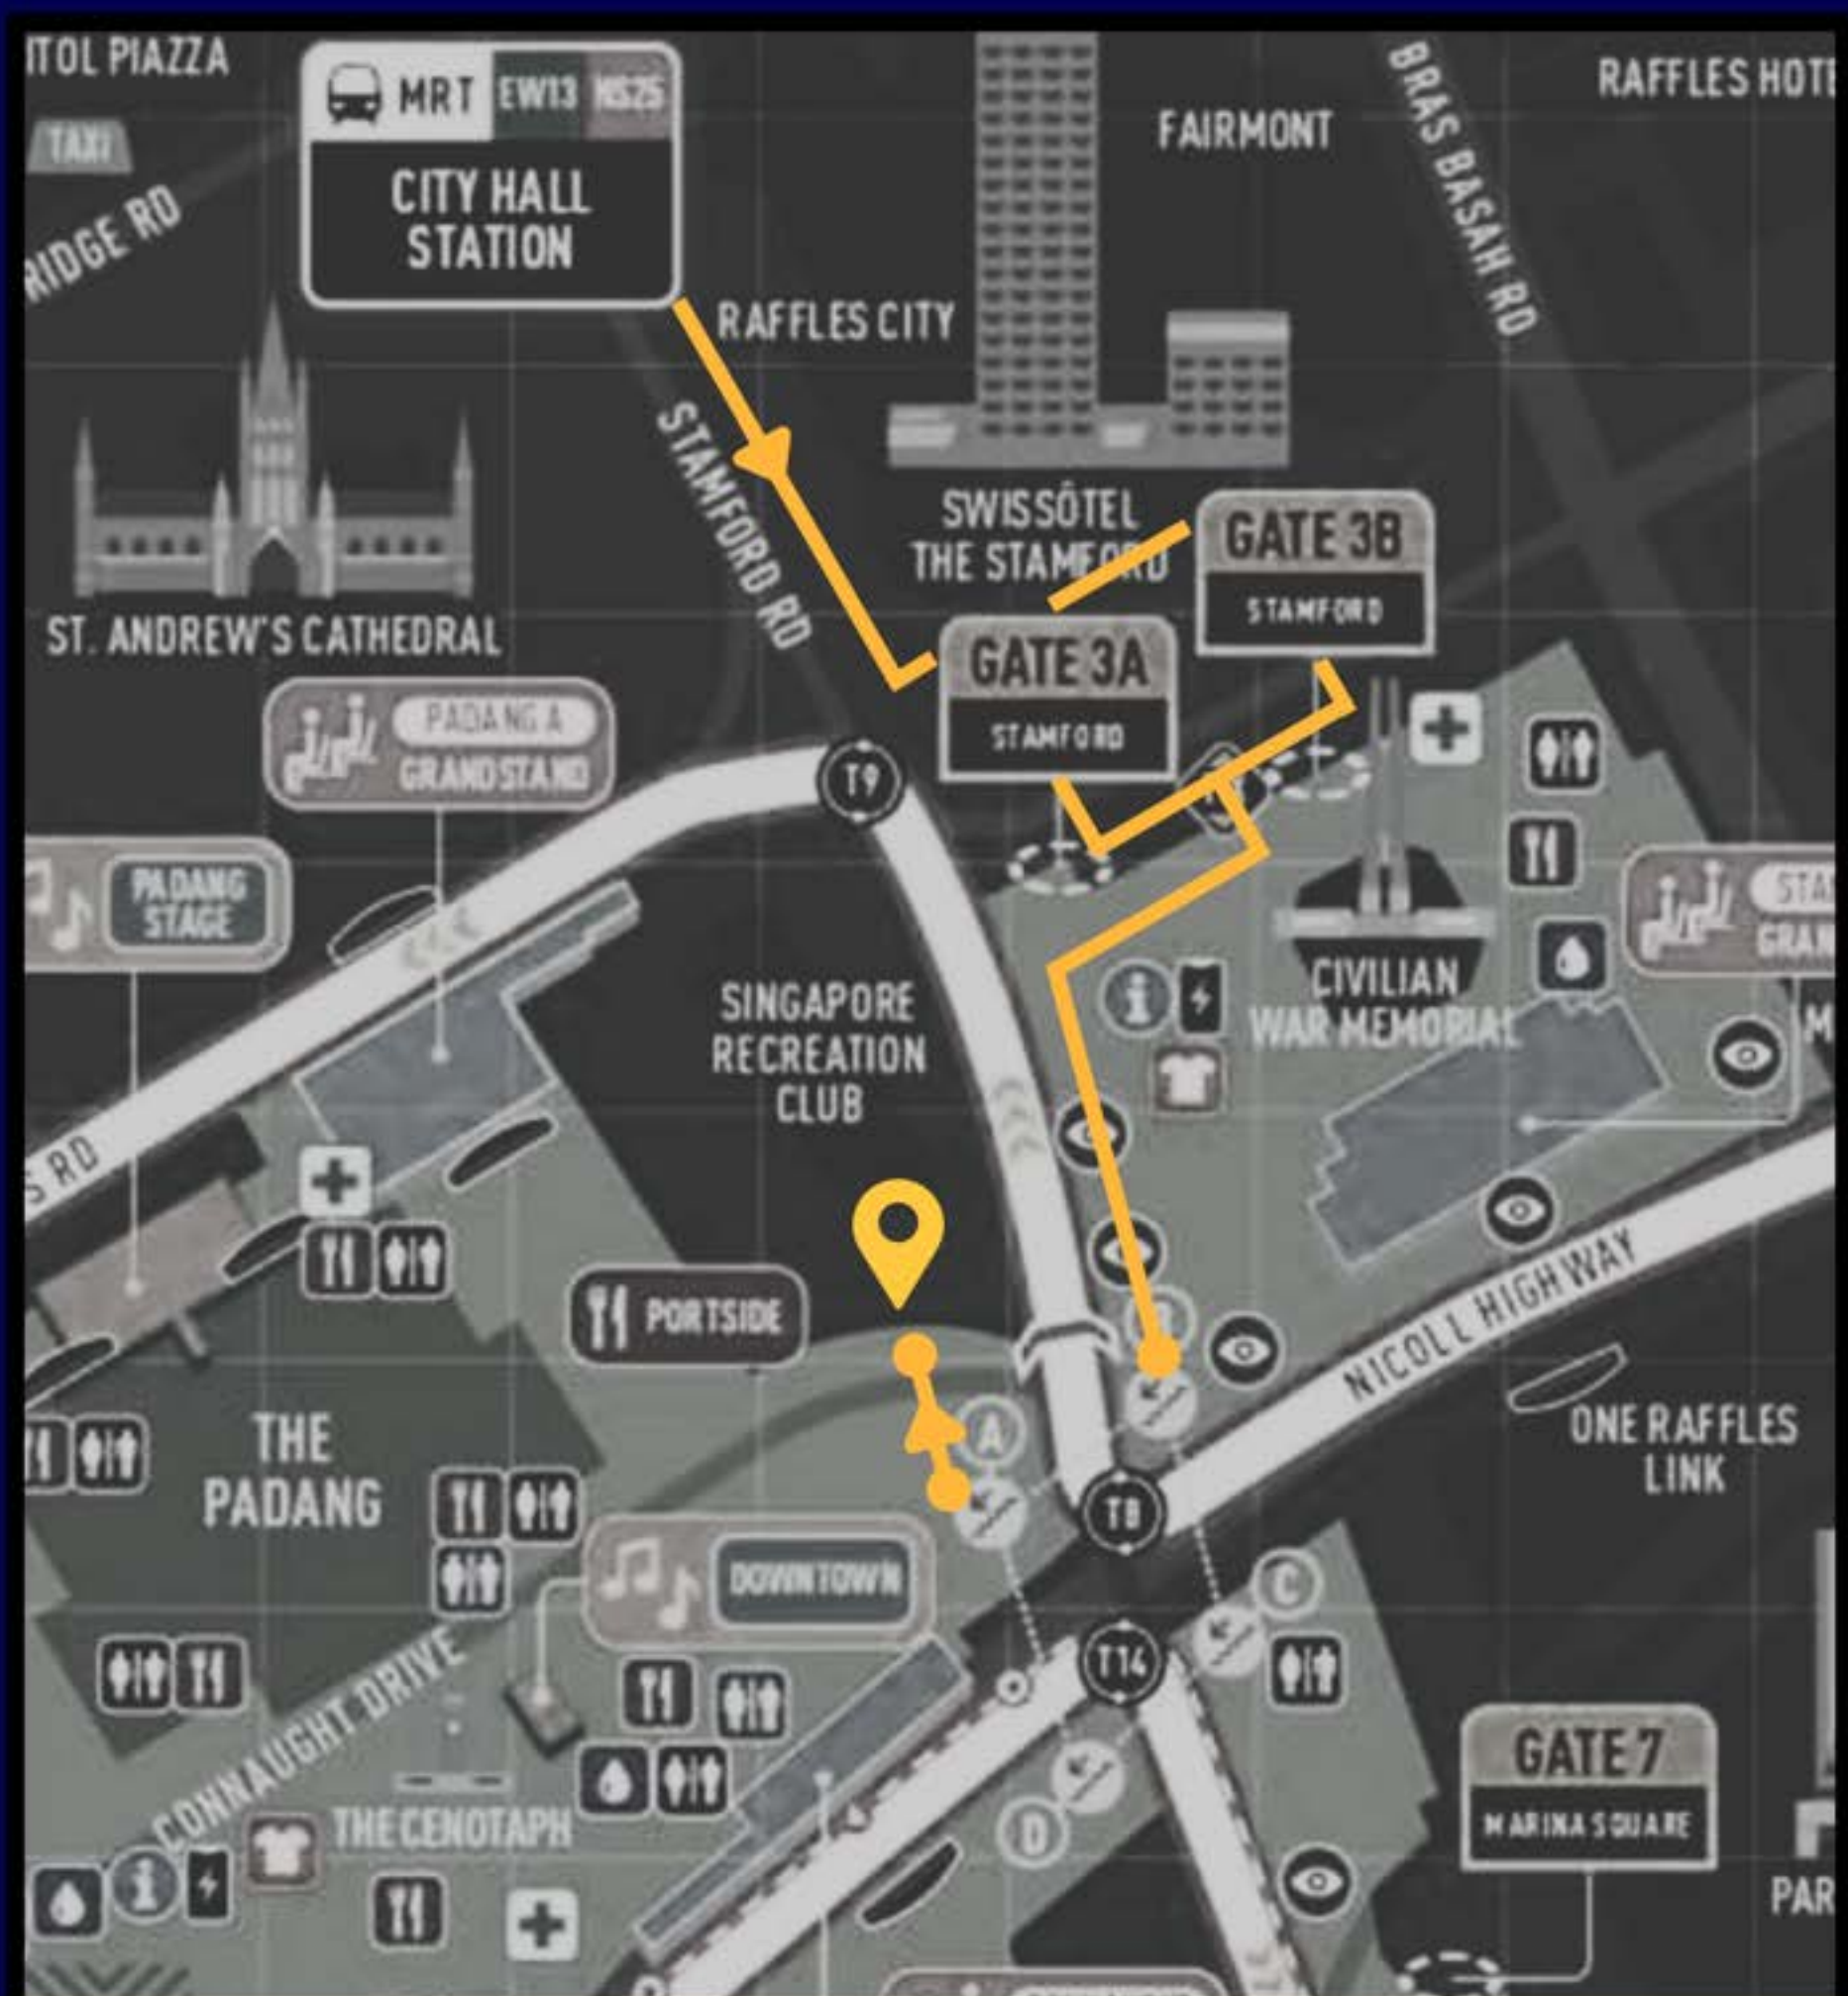 ITOL PIAZZA
TAXI
RIDGE RD
MRT EW13 NS25
CITY HALL
STATION
FAIRMONT
BRAS BASAH RD
RAFFLES HOTE
RAFFLES CITY
STAMFORD RD
SWISSÔTEL
THE STAMFORD
GATE 3B
STAMFORD
GATE 3A
STAMFORD
ST. ANDREW'S CATHEDRAL
PADANG A
GRANDSTAND
T9
PADANG
STAGE
STA
GRAN
CIVILIAN
WAR MEMORIAL
M
SINGAPORE
RECREATION
CLUB
S RD
PORTSIDE
NICOLL HIGHWAY
ONE RAFFLES
LINK
A
THE
PADANG
T8
DOWNTOWN
C
T14
CONNAUGHT DRIVE
GATE 7
MARINA SQUARE
THE CENOTAPH
D
PAR